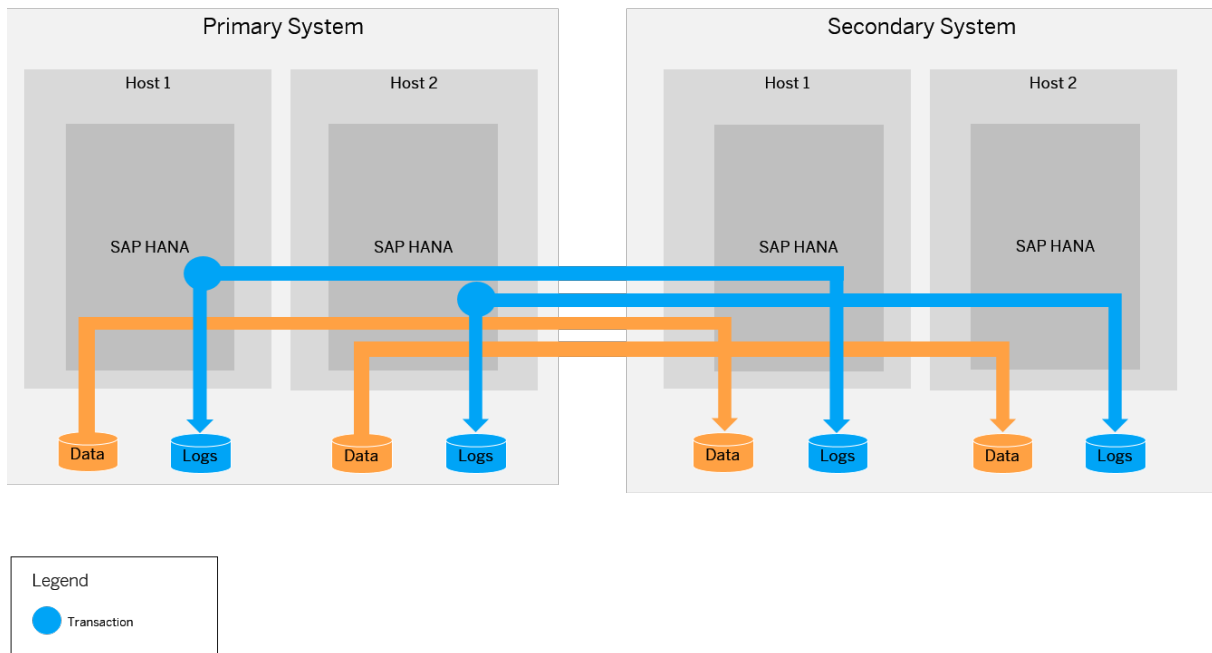 Primary System
Secondary System
Host 1
Host 2
Host 1
Host 2
SAP HANA
SAP HANA
SAP HANA
SAP HANA
Data
Logs
Data
Logs
Data
Logs
Data
Logs
Legend
Transaction